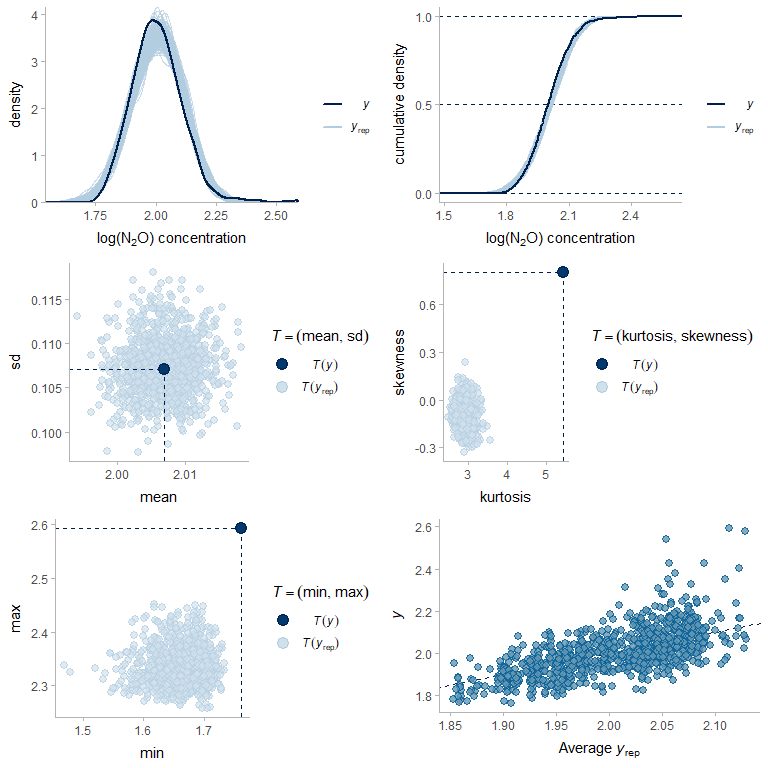 density
4
3
2
1
0
1.75 2.00 2.25 2.50
log(N₂O) concentration
y
y_rep
cumulative density
1.0
0.5
0.0
1.5 1.8 2.1 2.4
log(N₂O) concentration
y
y_rep
sd
0.115
0.110
0.105
0.100
2.00 2.01
mean
T = (mean, sd)
T(y)
T(y_rep)
skewness
0.6
0.3
0.0
-0.3
3 4 5
kurtosis
T = (kurtosis, skewness)
T(y)
T(y_rep)
max
2.6
2.5
2.4
2.3
1.5 1.6 1.7
min
T = (min, max)
T(y)
T(y_rep)
y
2.6
2.4
2.2
2.0
1.8
1.85 1.90 1.95 2.00 2.05 2.10
Average y_rep